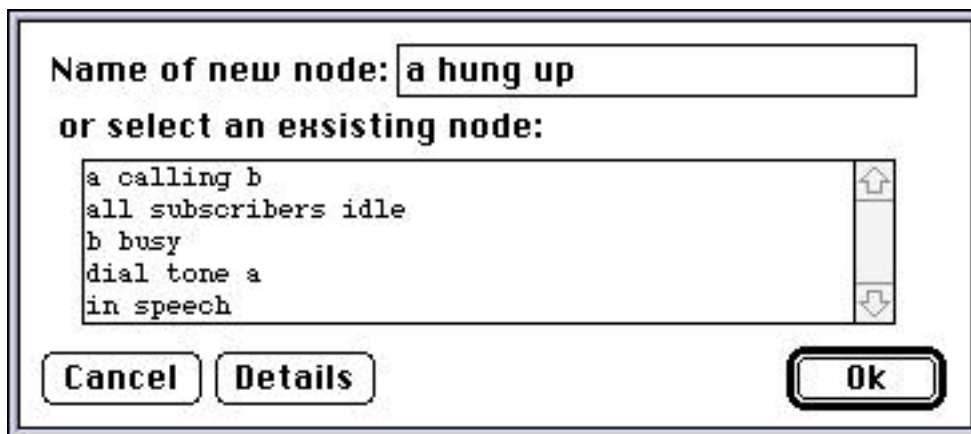 Name of new node: a hung up
or select an exsisting node:
a calling b
all subscribers idle
b busy
dial tone a
in speech
Cancel Details Ok